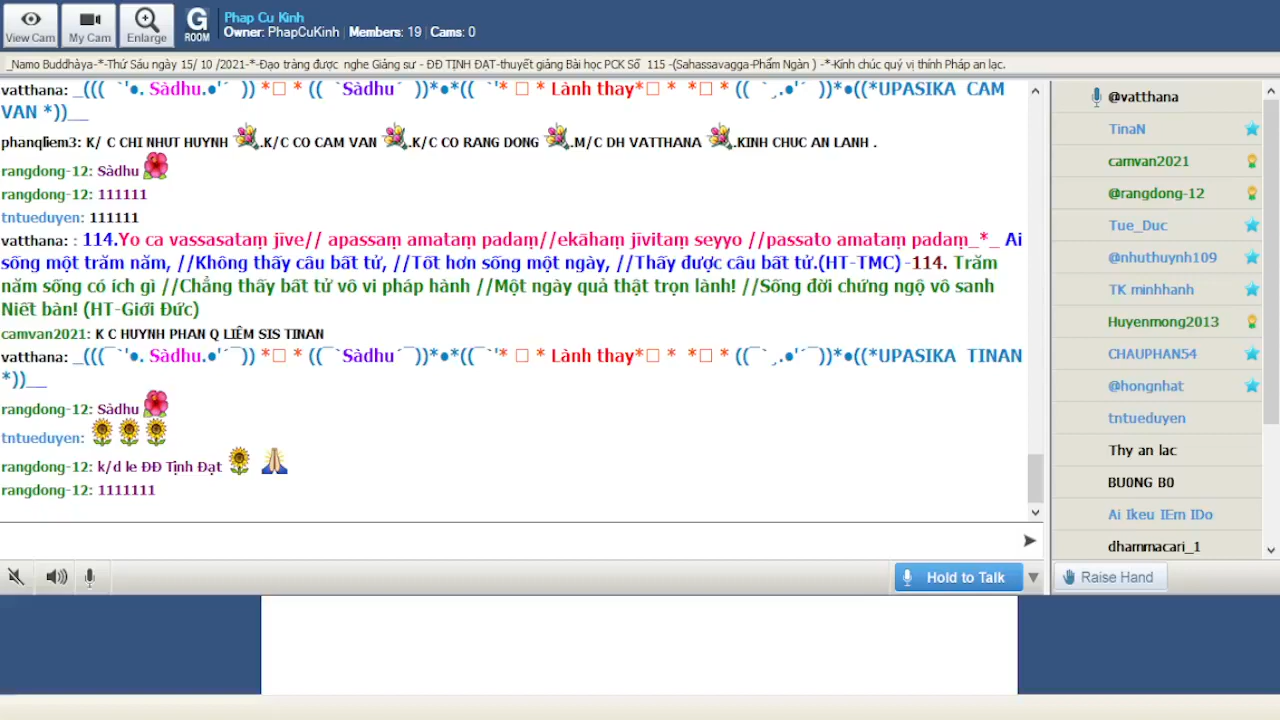 View Cam
My Cam
Enlarge
G
ROOM
Phap Cu Kinh
Owner: PhapCuKinh | Members: 19 | Cams: 0
_Namo Buddhàya-*-Thứ Sáu ngày 15/ 10 /2021-*-Đạo tràng được nghe Giảng sư - ĐĐ TỊNH ĐẠT-thuyết giảng Bài học PCK Số 115 -(Sahassavagga-Phẩm Ngàn ) -*-Kính chúc quý vị thính Pháp an lạc.
vatthana: _((( `'●. Sàdhu.●'´ )) *□ * (( `Sàdhu´ ))*●*(( `'* □ * Lành thay*□ * *□ * (( ¸.●'´ ))*●((*UPASIKA CAM
VAN *))__
phanqliem3: K/ C CHI NHUT HUYNH .K/C CO CAM VAN .K/C CO RANG DONG .M/C DH VATTHANA .KINH CHUC AN LANH .
rangdong-12: Sàdhu
rangdong-12: 111111
tntueduyen: 111111
vatthana: : 114.Yo ca vassasataṃ jīve// apassaṃ amataṃ padaṃ//ekāhaṃ jīvitaṃ seyyo //passato amataṃ padaṃ_*_ Ai
sống một trăm năm, //Không thấy câu bất tử, //Tốt hơn sống một ngày, //Thấy được câu bất tử.(HT-TMC) -114. Trăm
năm sống có ích gì //Chẳng thấy bất tử vô vi pháp hành //Một ngày quả thật trọn lành! //Sống đời chứng ngộ vô sanh
Niết bàn! (HT-Giới Đức)
camvan2021: K C HUYNH PHAN Q LIÊM SIS TINAN
vatthana: _(((¯`'●. Sàdhu.●'´¯)) *□ * ((¯`Sàdhu´¯))*●*((¯`'* □ * Lành thay*□ * *□ * ((¯`¸.●'´¯))*●((*UPASIKA TINAN
*))__
rangdong-12: Sàdhu
tntueduyen:
rangdong-12: k/d le ĐĐ Tịnh Đạt
rangdong-12: 1111111
Hold to Talk
@vatthana
TinaN
camvan2021
@rangdong-12
Tue_Duc
@nhuthuynh109
TK minhhanh
Huyenmong2013
CHAUPHAN54
@hongnhat
tntueduyen
Thy an lac
BU0NG B0
Ai Ikeu IEm IDo
dhammacari_1
Raise Hand